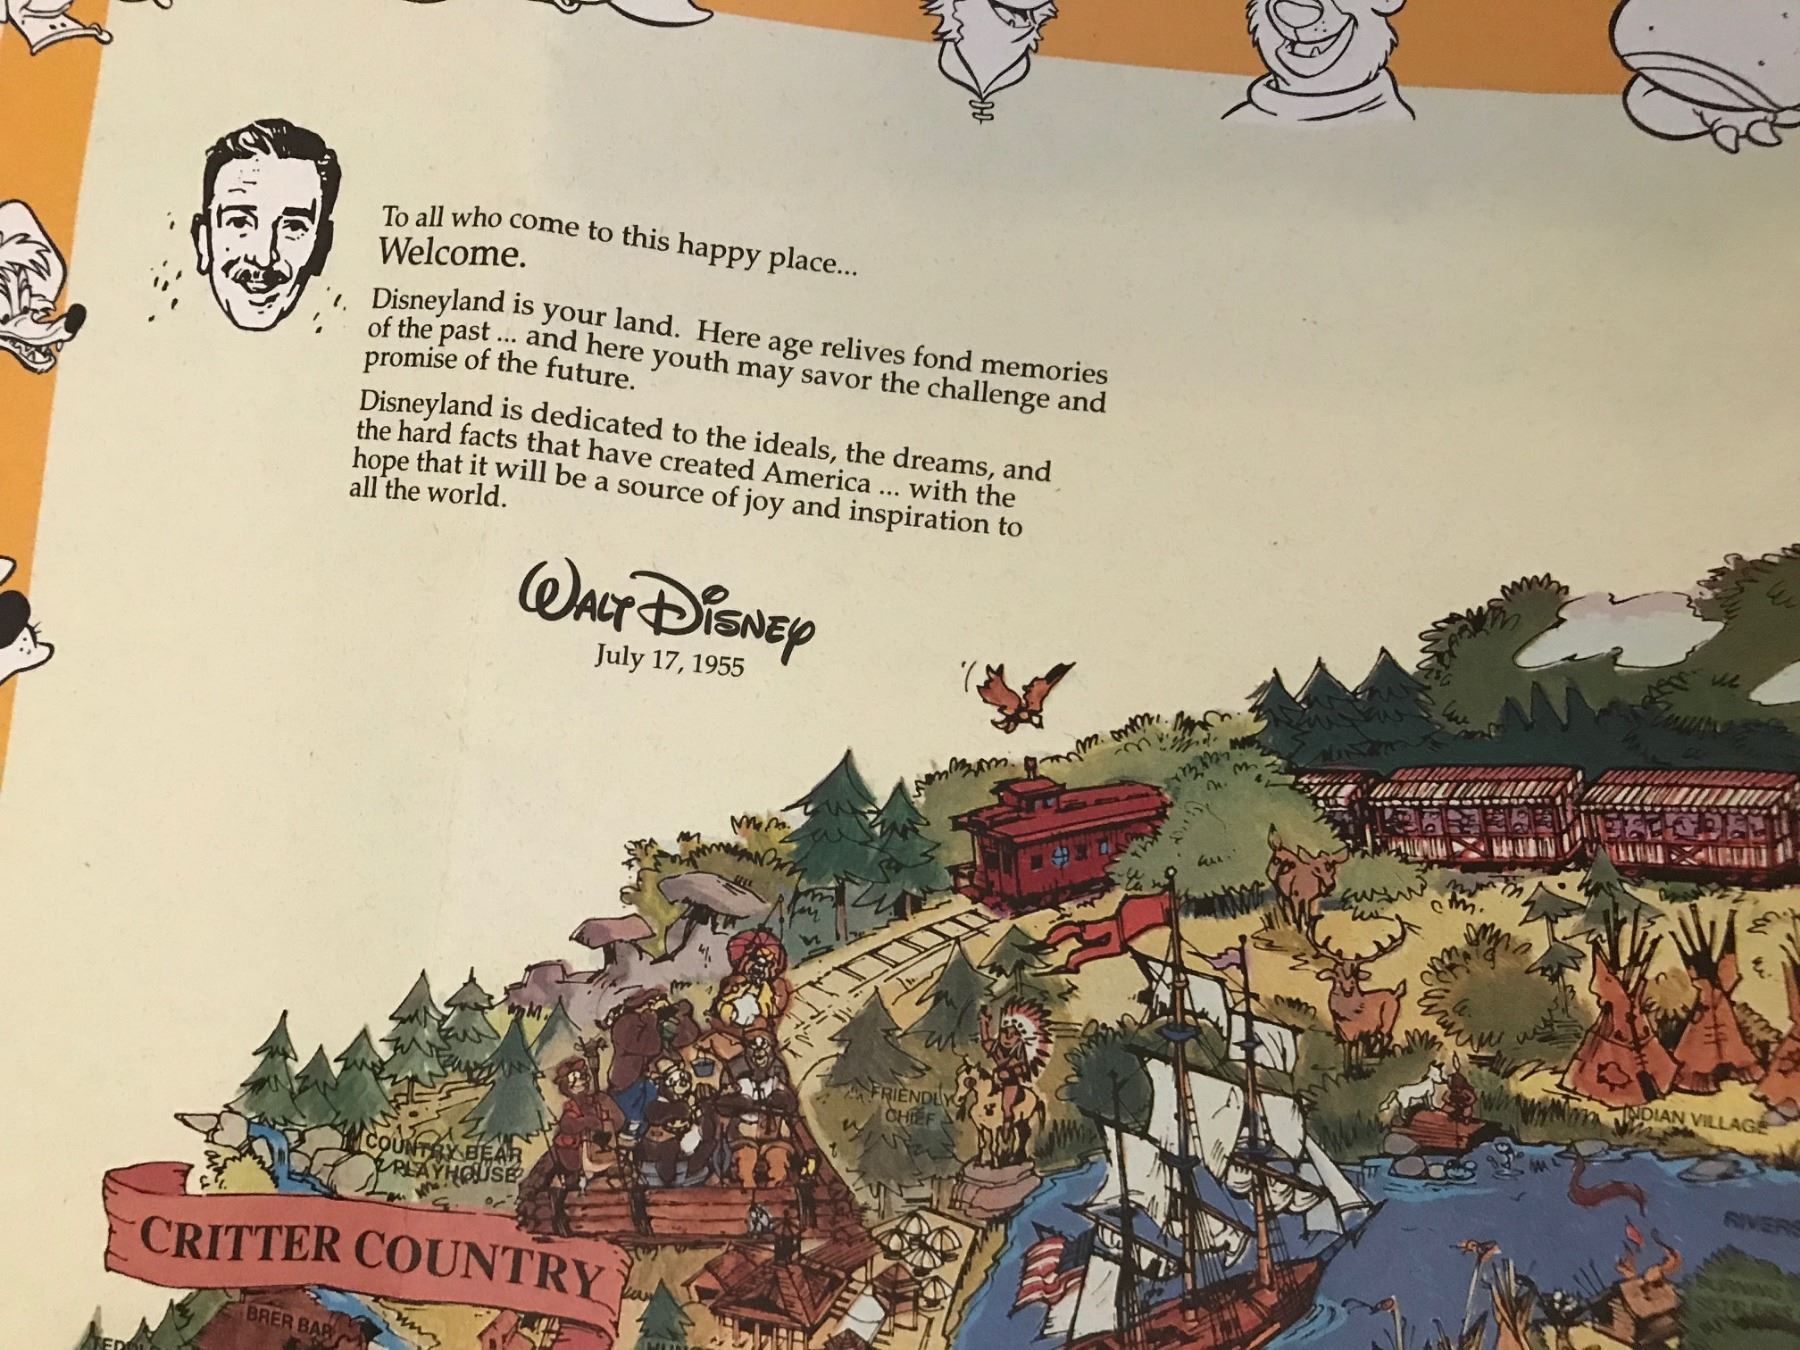 To all who come to this happy place...
Welcome.
Disneyland is your land. Here age relives fond memories
of the past ... and here youth may savor the challenge and
promise of the future.
Disneyland is dedicated to the ideals, the dreams, and
the hard facts that have created America ... with the
hope that it will be a source of joy and inspiration to
all the world.
WALT DISNEY
July 17, 1955
FRIENDLY
CHIEF
INDIAN VILLAGE
COUNTRY BEAR
PLAYHOUSE
CRITTER COUNTRY
RIVERS
BRER BAR